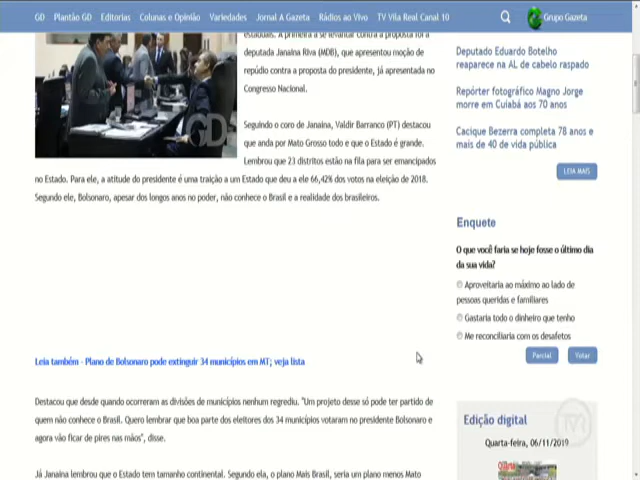 GD Plantão GD Editorias Colunas e Opinião Variedades Jornal A Gazeta Rádios ao Vivo TV Vila Real Canal 10 Grupo Gazeta
estaduais. A primeira a se levantar contra a proposta foi a
deputada Janaina Riva (MDB), que apresentou moção de
repúdio contra a proposta do presidente, já apresentada no
Congresso Nacional.
GD
Seguindo o coro de Janaina, Valdir Barranco (PT) destacou
que anda por Mato Grosso todo e que o Estado é grande.
Lembrou que 23 distritos estão na fila para ser emancipados
no Estado. Para ele, a atitude do presidente é uma traição a um Estado que deu a ele 66,42% dos votos na eleição de 2018.
Segundo ele, Bolsonaro, apesar dos longos anos no poder, não conhece o Brasil e a realidade dos brasileiros.
Leia também - Plano de Bolsonaro pode extinguir 34 municípios em MT; veja lista
Destacou que desde quando ocorreram as divisões de municípios nenhum regrediu. "Um projeto desse só pode ter partido de
quem não conhece o Brasil. Quero lembrar que boa parte dos eleitores dos 34 municípios votaram no presidente Bolsonaro e
agora vão ficar de pires nas mãos", disse.
Já Janaina lembrou que o Estado tem tamanho continental. Segundo ela, o plano Mais Brasil, seria um plano menos Mato
Deputado Eduardo Botelho
reaparece na AL de cabelo raspado
Repórter fotográfico Magno Jorge
morre em Cuiabá aos 70 anos
Cacique Bezerra completa 78 anos e
mais de 40 de vida pública
LEIA MAIS
Enquete
O que você faria se hoje fosse o último dia
da sua vida?
Aproveitaria ao máximo ao lado de
pessoas queridas e familiares
Gastaria todo o dinheiro que tenho
Me reconciliaria com os desafetos
Parcial Votar
Edição digital
Quarta-feira, 06/11/2019